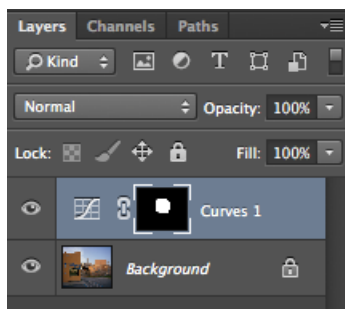 Layers Channels Paths
Kind T
Normal Opacity: 100%
Lock: Fill: 100%
Curves 1
Background